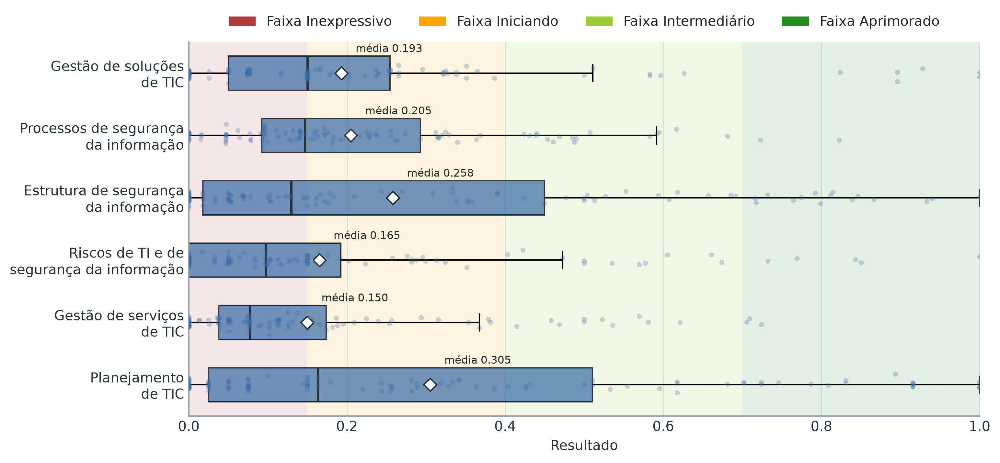 Faixa Inexpressivo
Faixa Iniciando
Faixa Intermediário
Faixa Aprimorado
Gestão de soluções
de TIC
média 0.193
Processos de segurança
da informação
média 0.205
Estrutura de segurança
da informação
média 0.258
Riscos de TI e de
segurança da informação
média 0.165
Gestão de serviços
de TIC
média 0.150
Planejamento
de TIC
média 0.305
0.0
0.2
0.4
0.6
0.8
1.0
Resultado